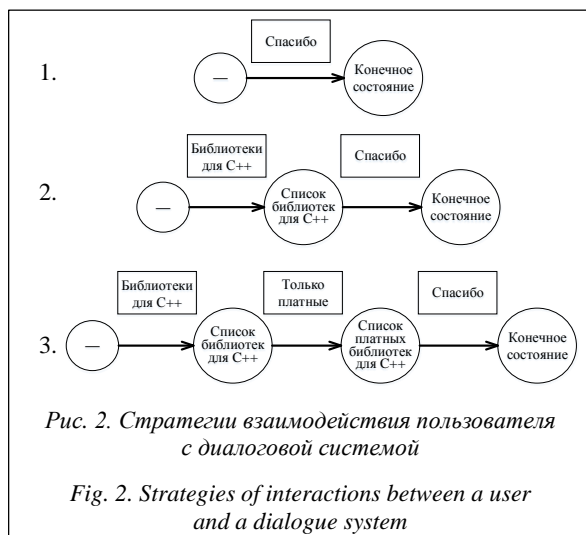 Спасибо
1.
—
Конечное
состояние
Библиотеки
для C++
Спасибо
2.
—
Список
библиотек
для C++
Конечное
состояние
Библиотеки
для C++
Только
платные
Спасибо
3.
—
Список
библиотек
для C++
Список
платных
библиотек
для C++
Конечное
состояние
Рис. 2. Стратегии взаимодействия пользователя
с диалоговой системой
Fig. 2. Strategies of interactions between a user
and a dialogue system